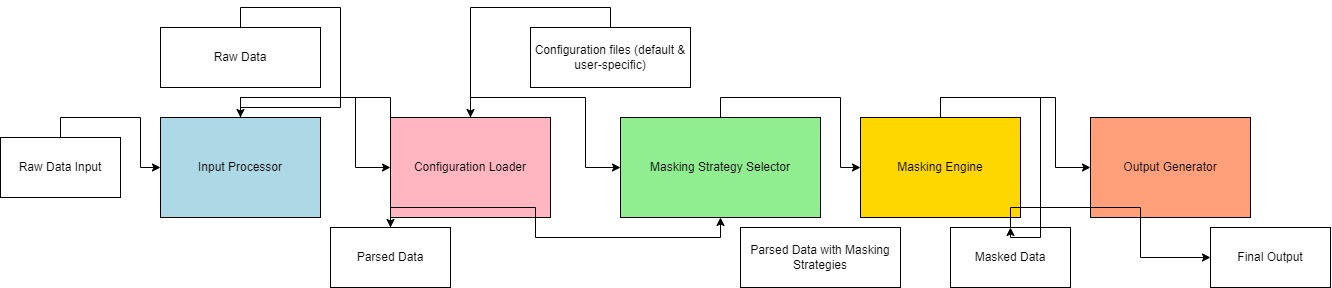 Raw Data
Configuration files (default &
user-specific)
Raw Data Input
Input Processor
Configuration Loader
Masking Strategy Selector
Masking Engine
Output Generator
Parsed Data
Parsed Data with Masking
Strategies
Masked Data
Final Output